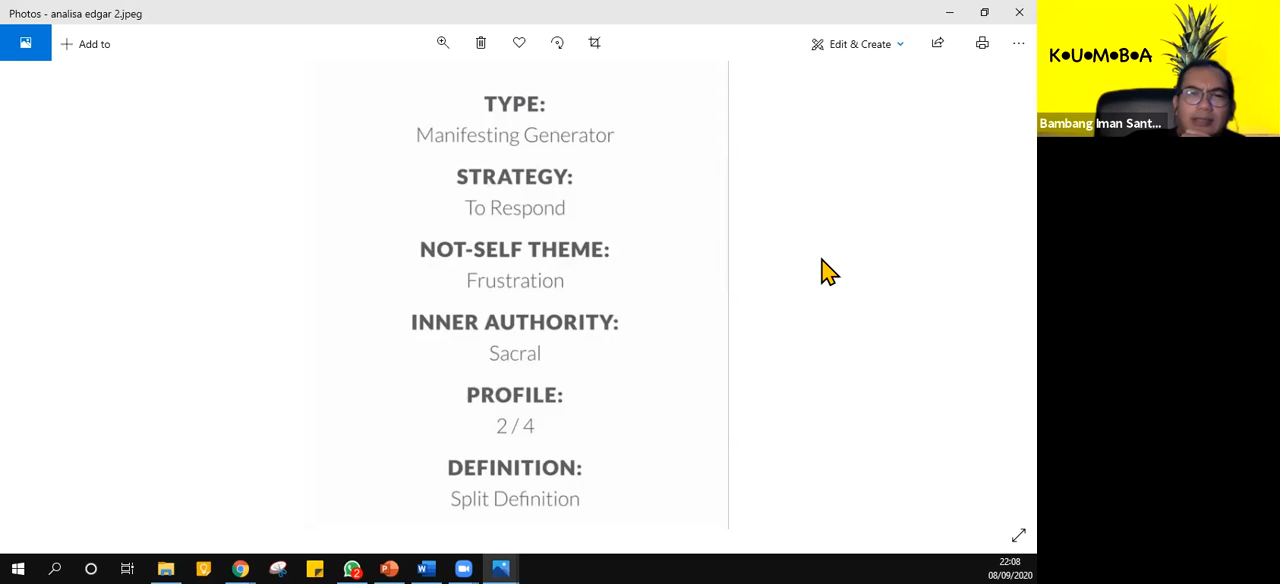 Photos - analisa edgar 2.jpeg
Add to
Edit & Create
K•U•M•B•A
Bambang Iman Sant...
TYPE:
Manifesting Generator
STRATEGY:
To Respond
NOT-SELF THEME:
Frustration
INNER AUTHORITY:
Sacral
PROFILE:
2 / 4
DEFINITION:
Split Definition
2
22:08
08/09/2020